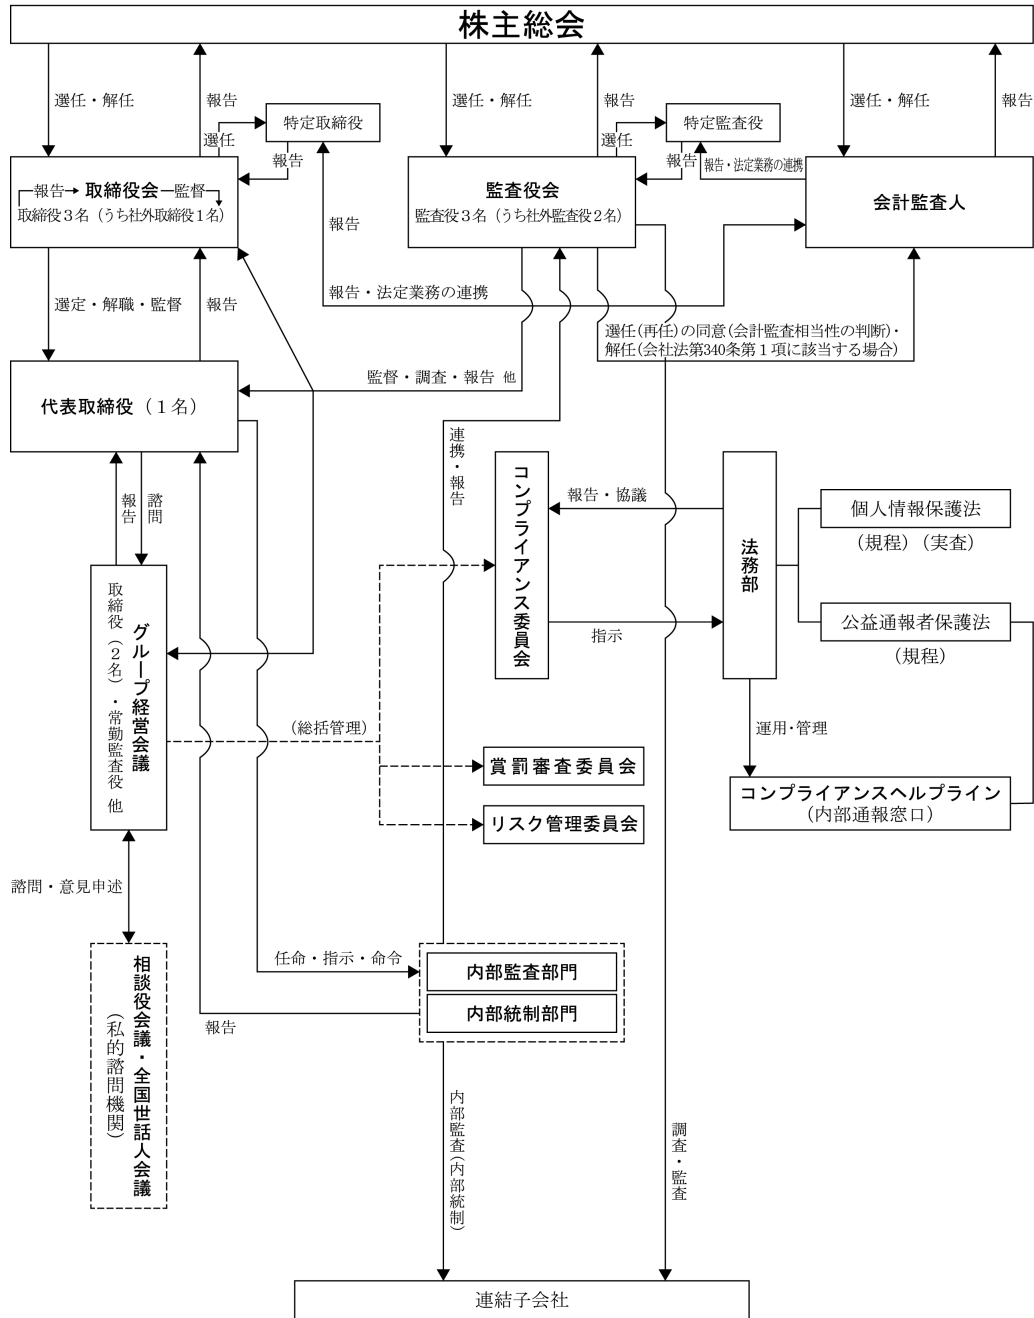 株主総会
選任・解任
報告
選任・解任
報告
選任・解任
報告
特定取締役
選任
報告
特定監査役
選任
報告
報告・法定業務の連携
報告 取締役会 監督
取締役3名（うち社外取締役1名）
監査役会
監査役3名（うち社外監査役2名）
会計監査人
報告
報告・法定業務の連携
選定・解職・監督
報告
選任(再任)の同意(会計監査相当性の判断)・
解任(会社法第340条第1項に該当する場合)
監督・調査・報告 他
代表取締役（1名）
連携・報告
報告
諮問
コンプライアンス委員会
報告・協議
指示
法務部
個人情報保護法
（規程）（実査）
公益通報者保護法
（規程）
グループ経営会議
取締役（2名）・常勤監査役 他
（総括管理）
運用・管理
賞罰審査委員会
リスク管理委員会
コンプライアンスヘルプライン
（内部通報窓口）
諮問・意見申述
相談役会議・全国世話人会議
（私的諮問機関）
任命・指示・命令
内部監査部門
内部統制部門
報告
内部監査(内部統制)
調査・監査
連結子会社